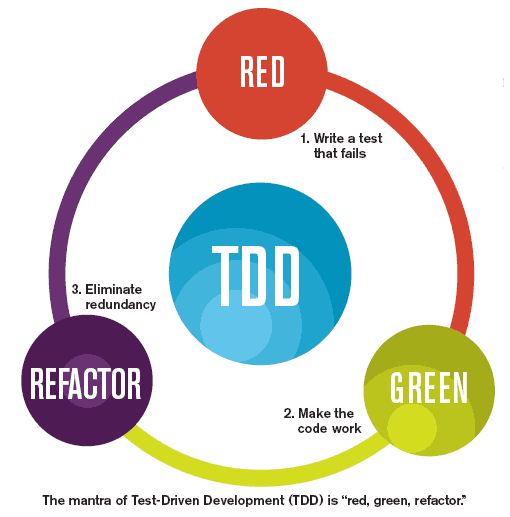 RED
1. Write a test
that fails
TDD
3. Eliminate
redundancy
REFACTOR
GREEN
2. Make the
code work
The mantra of Test-Driven Development (TDD) is “red, green, refactor.”